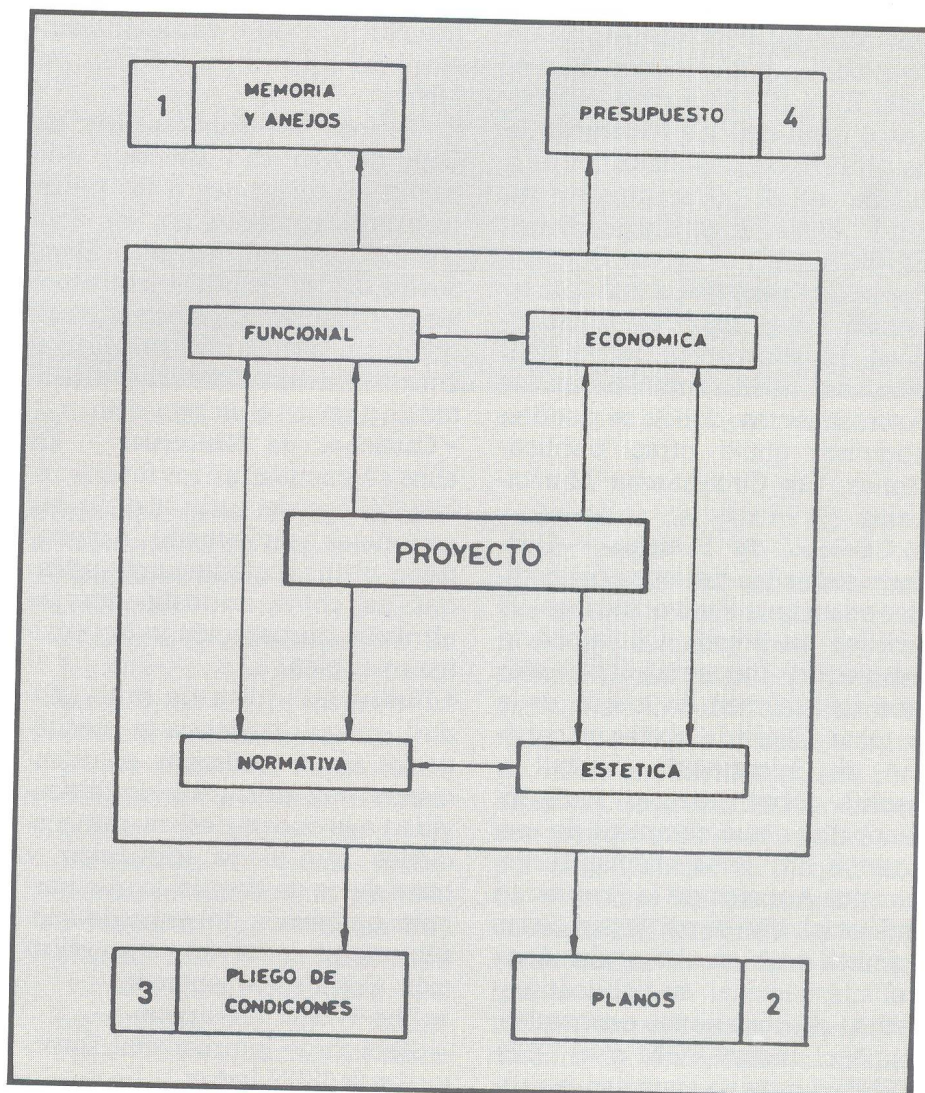 1
MEMORIA
Y ANEJOS
PRESUPUESTO
4
FUNCIONAL
ECONOMICA
PROYECTO
NORMATIVA
ESTETICA
3
PLIEGO DE
CONDICIONES
PLANOS
2